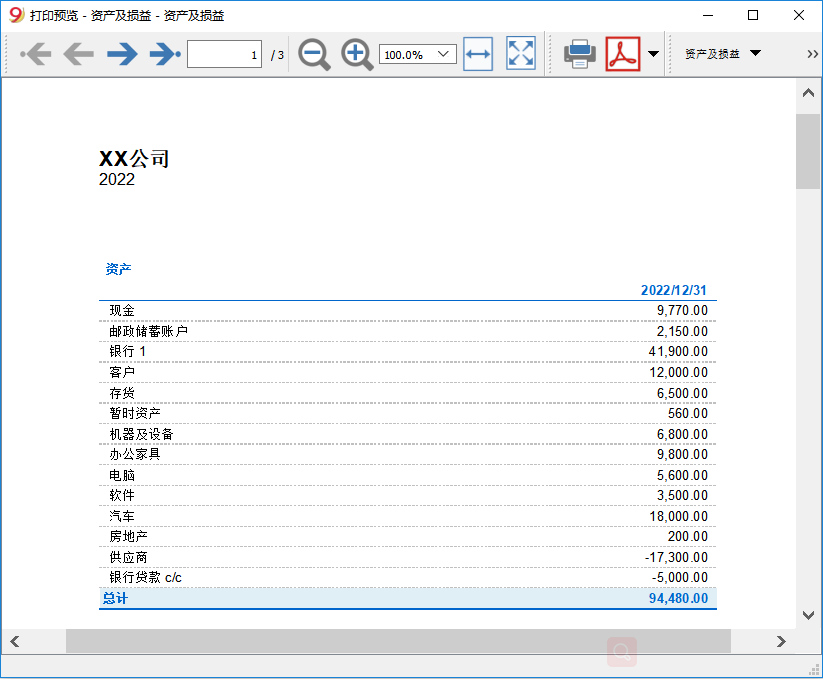 打印预览 - 资产及损益 - 资产及损益
1 / 3 100.0% 资产及损益
XX公司
2022
资产
2022/12/31
现金 9,770.00
邮政储蓄账户 2,150.00
银行 1 41,900.00
客户 12,000.00
存货 6,500.00
暂时资产 560.00
机器及设备 6,800.00
办公家具 9,800.00
电脑 5,600.00
软件 3,500.00
汽车 18,000.00
房地产 200.00
供应商 -17,300.00
银行贷款 c/c -5,000.00
总计 94,480.00